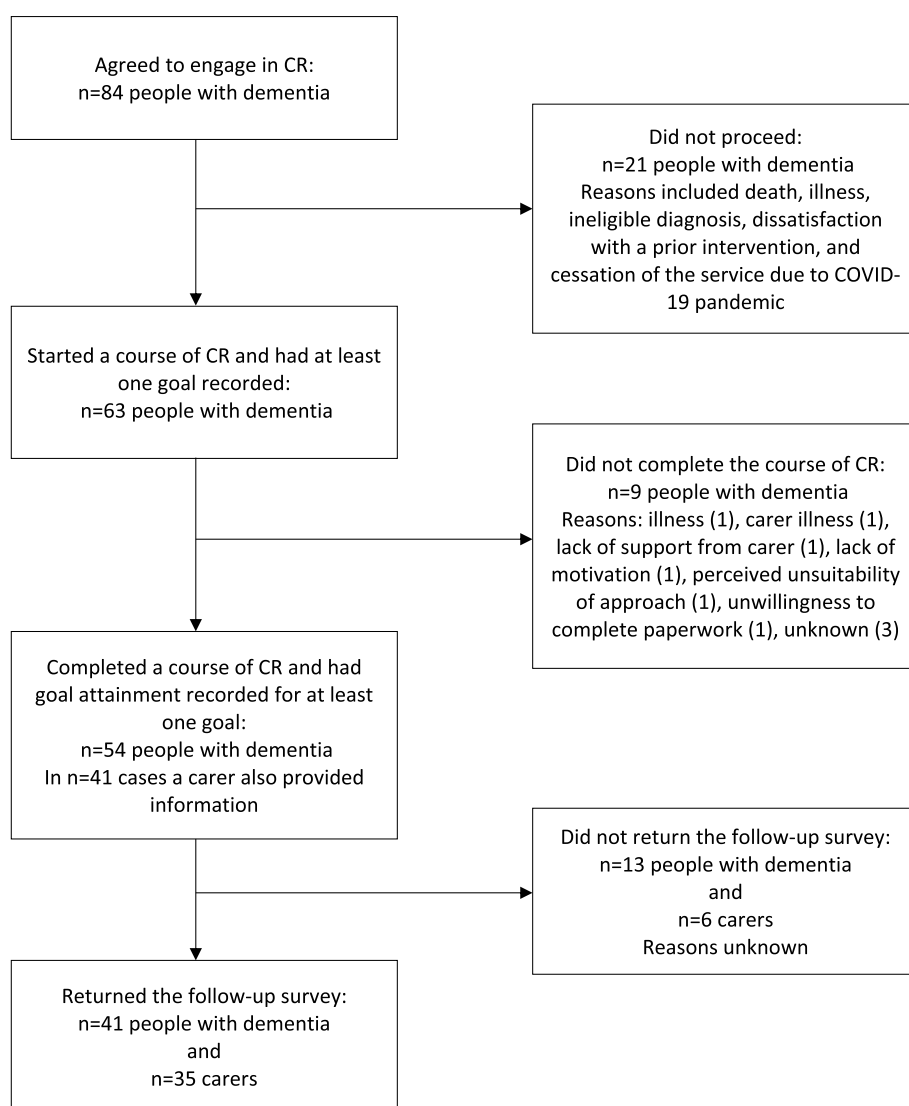 Agreed to engage in CR:
n=84 people with dementia
Did not proceed:
n=21 people with dementia
Reasons included death, illness,
ineligible diagnosis, dissatisfaction
with a prior intervention, and
cessation of the service due to COVID-
19 pandemic
Started a course of CR and had at least
one goal recorded:
n=63 people with dementia
Did not complete the course of CR:
n=9 people with dementia
Reasons: illness (1), carer illness (1),
lack of support from carer (1), lack of
motivation (1), perceived unsuitability
of approach (1), unwillingness to
complete paperwork (1), unknown (3)
Completed a course of CR and had
goal attainment recorded for at least
one goal:
n=54 people with dementia
In n=41 cases a carer also provided
information
Did not return the follow-up survey:
n=13 people with dementia
and
n=6 carers
Reasons unknown
Returned the follow-up survey:
n=41 people with dementia
and
n=35 carers